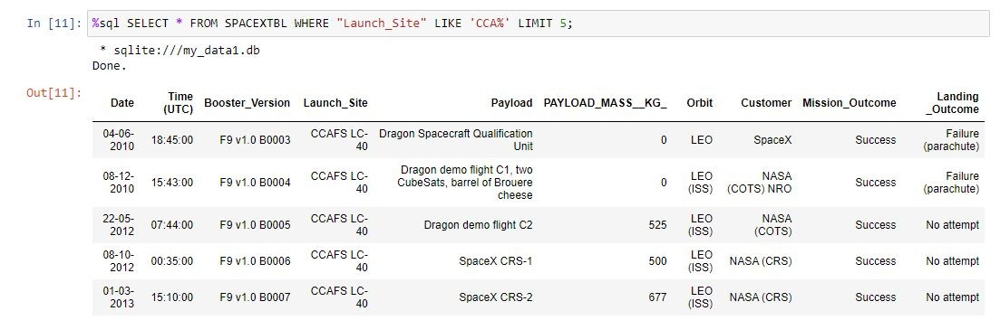 In [11]: %sql SELECT * FROM SPACEXTBL WHERE "Launch_Site" LIKE 'CCA%' LIMIT 5;
* sqlite:///my_data1.db
Done.
Out[11]:
Date Time (UTC) Booster_Version Launch_Site Payload PAYLOAD_MASS__KG_ Orbit Customer Mission_Outcome Landing _Outcome
04-06-2010 18:45:00 F9 v1.0 B0003 CCAFS LC-40 Dragon Spacecraft Qualification Unit 0 LEO SpaceX Success Failure (parachute)
08-12-2010 15:43:00 F9 v1.0 B0004 CCAFS LC-40 Dragon demo flight C1, two CubeSats, barrel of Brouere cheese 0 LEO (ISS) NASA (COTS) NRO Success Failure (parachute)
22-05-2012 07:44:00 F9 v1.0 B0005 CCAFS LC-40 Dragon demo flight C2 525 LEO (ISS) NASA (COTS) Success No attempt
08-10-2012 00:35:00 F9 v1.0 B0006 CCAFS LC-40 SpaceX CRS-1 500 LEO (ISS) NASA (CRS) Success No attempt
01-03-2013 15:10:00 F9 v1.0 B0007 CCAFS LC-40 SpaceX CRS-2 677 LEO (ISS) NASA (CRS) Success No attempt